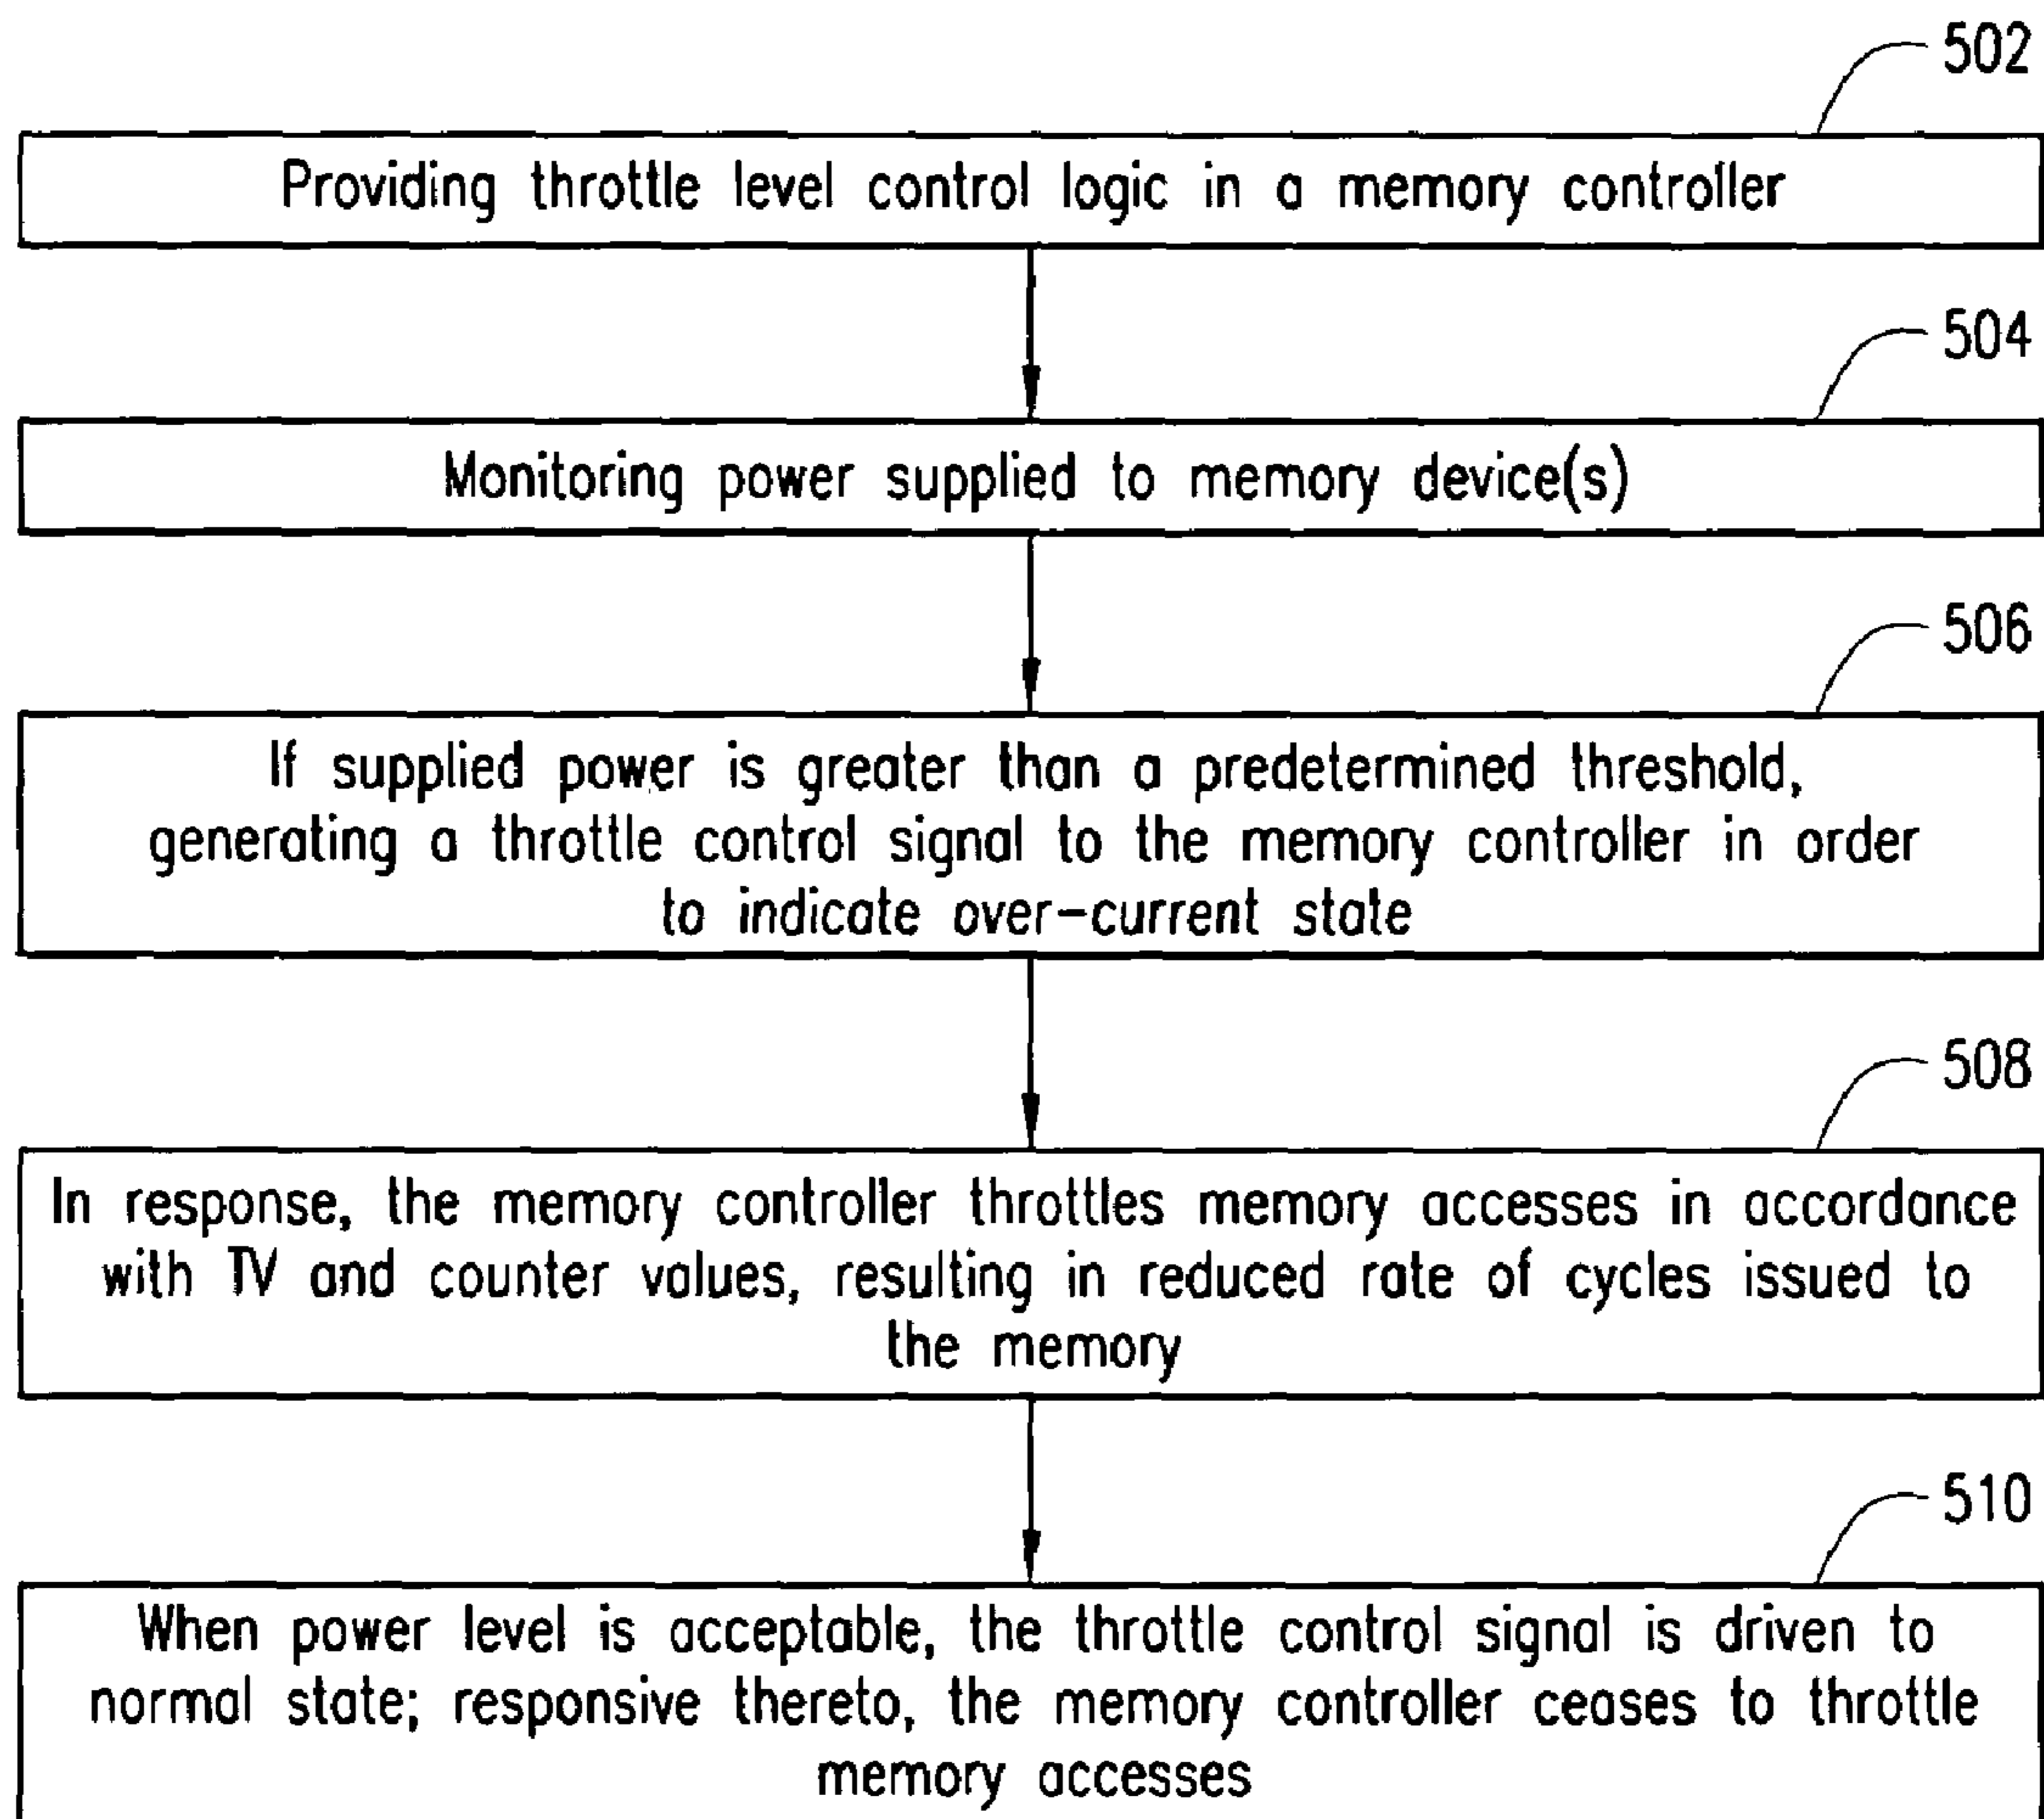 502
Providing throttle level control logic in a memory controller
504
Monitoring power supplied to memory device(s)
506
If supplied power is greater than a predetermined threshold,
generating a throttle control signal to the memory controller in order
to indicate over-current state
508
In response, the memory controller throttles memory accesses in accordance
with TV and counter values, resulting in reduced rate of cycles issued to
the memory
510
When power level is acceptable, the throttle control signal is driven to
normal state; responsive thereto, the memory controller ceases to throttle
memory accesses